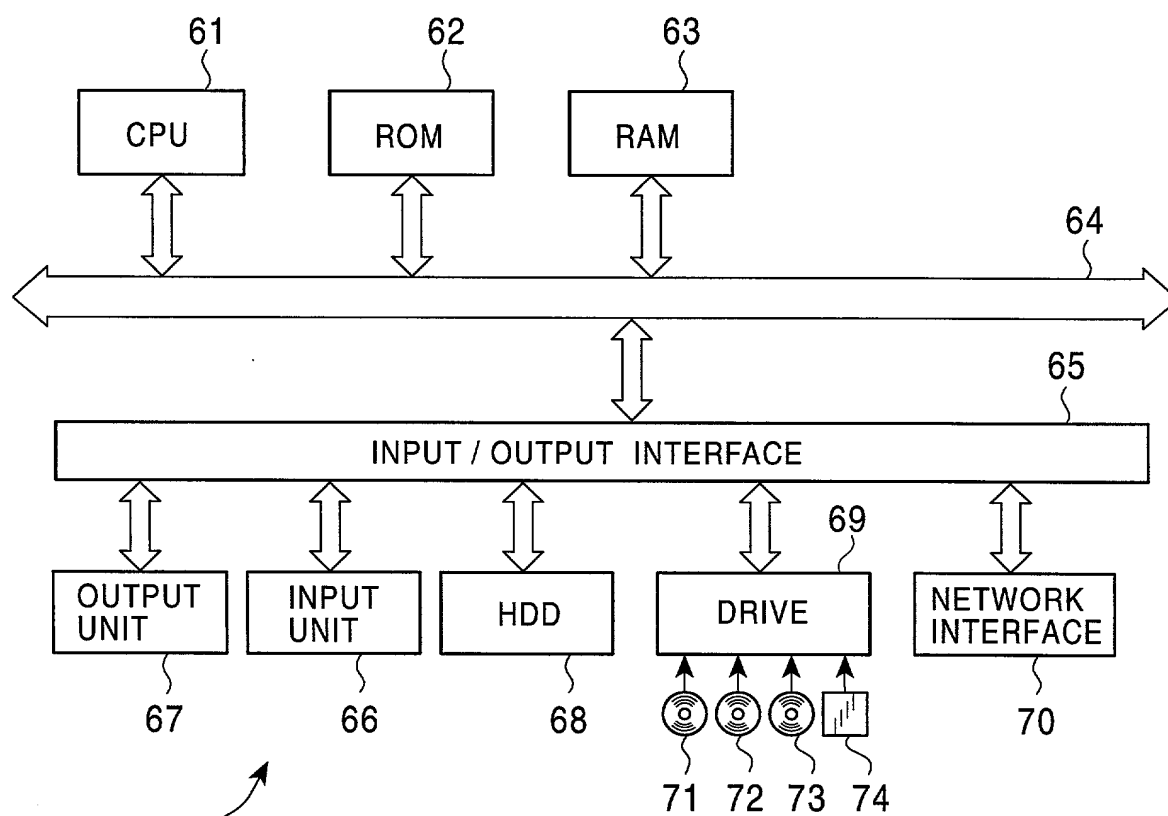 61
62
63
CPU
ROM
RAM
64
65
INPUT / OUTPUT INTERFACE
69
OUTPUT
UNIT
INPUT
UNIT
HDD
DRIVE
NETWORK
INTERFACE
67
66
68
70
71
72
73
74